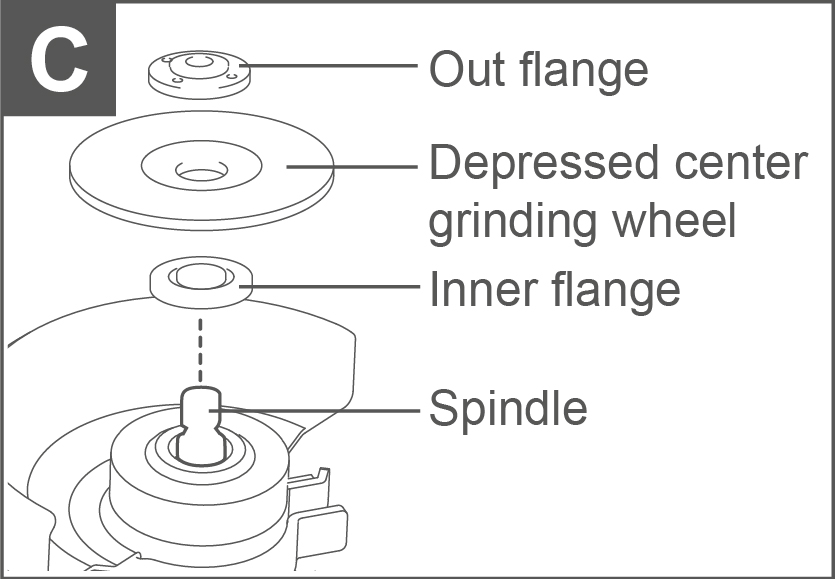 C
Out flange
Depressed center
grinding wheel
Inner flange
Spindle